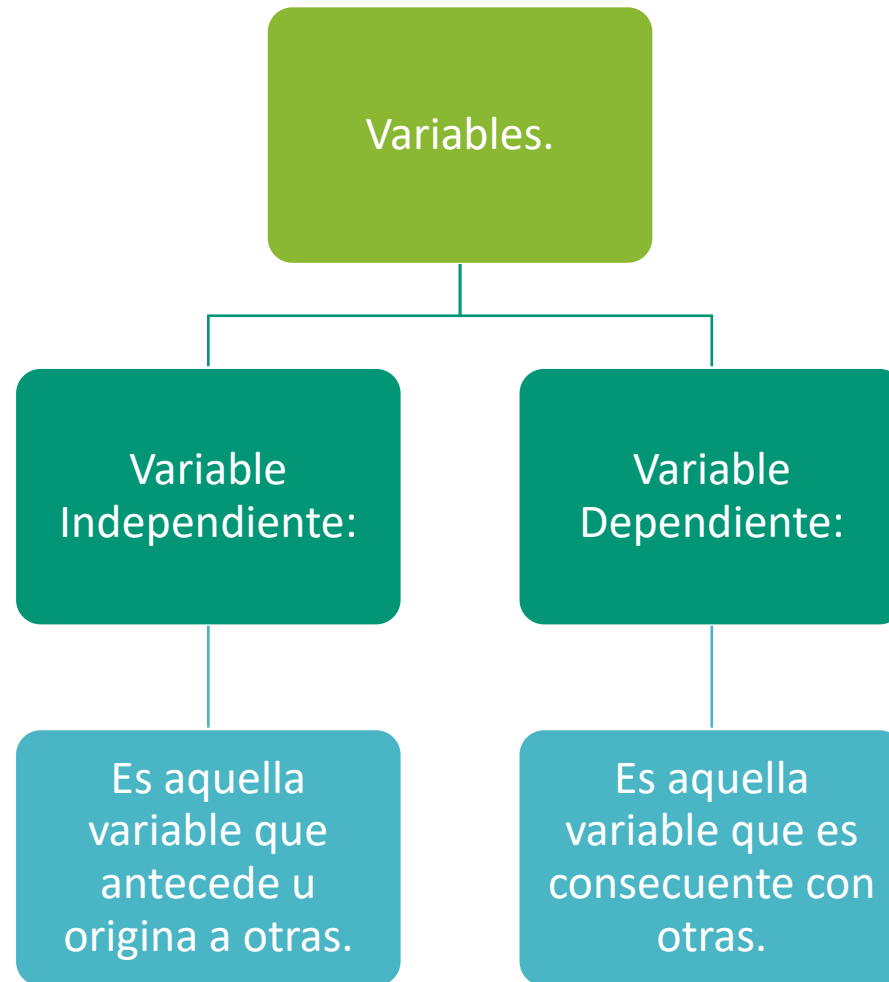 Variables.
Variable
Independiente:
Variable
Dependiente:
Es aquella
variable que
antecede u
origina a otras.
Es aquella
variable que es
consecuente con
otras.